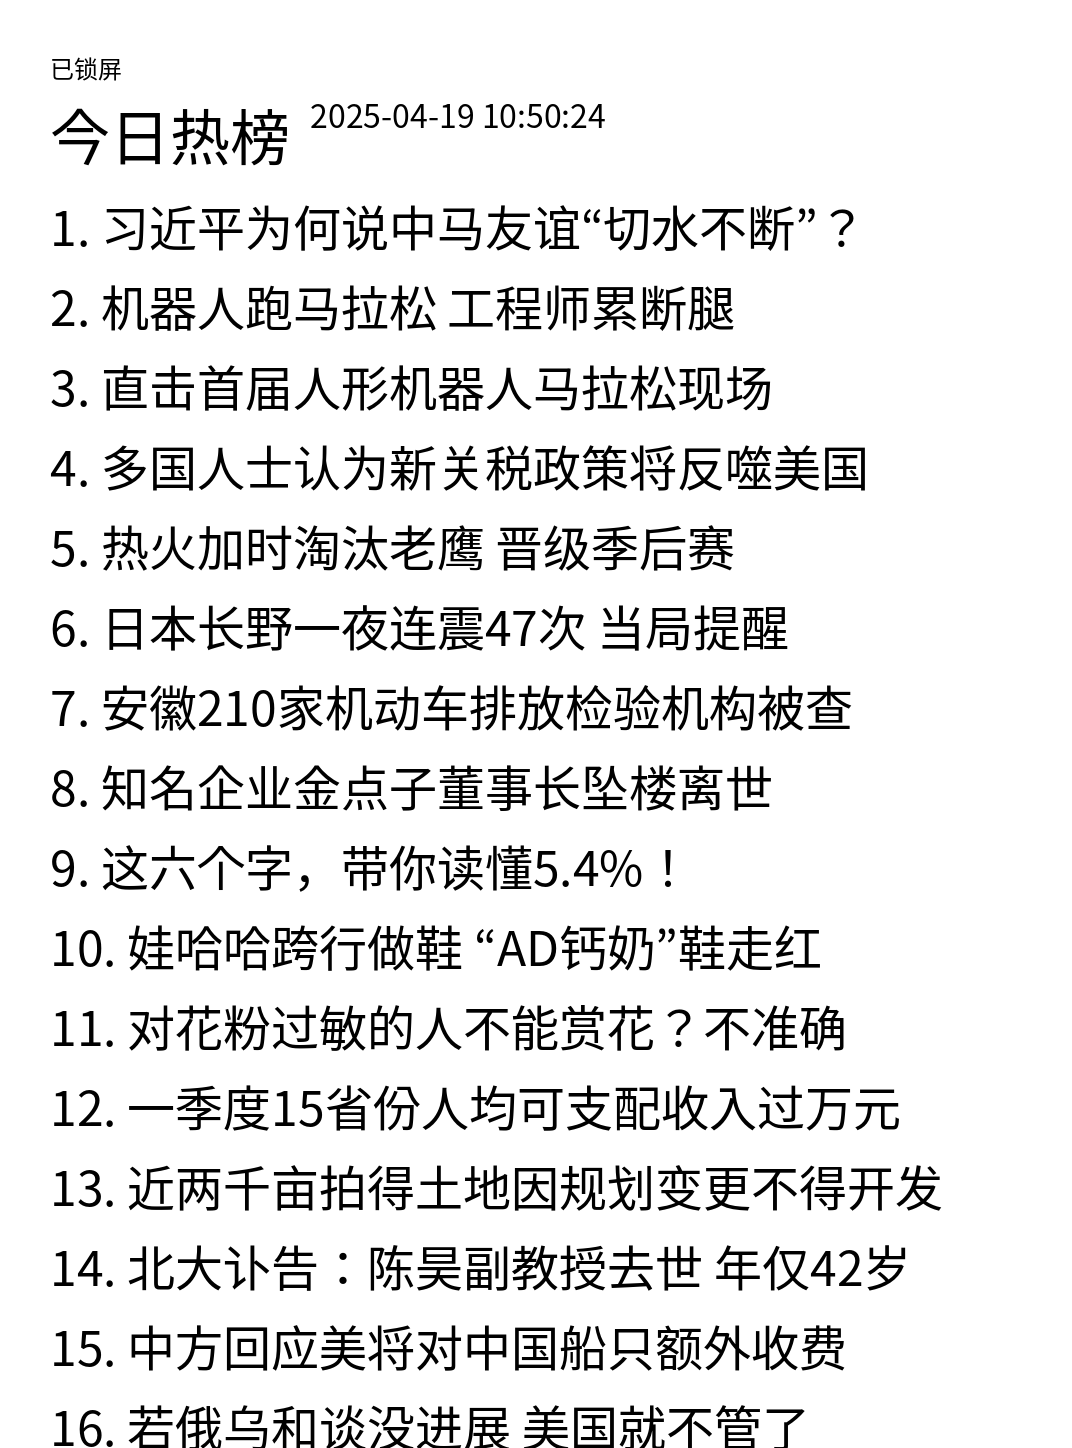 已锁屏
今日热榜 2025-04-19 10:50:24
1. 习近平为何说中马友谊“切水不断”？
2. 机器人跑马拉松 工程师累断腿
3. 直击首届人形机器人马拉松现场
4. 多国人士认为新关税政策将反噬美国
5. 热火加时淘汰老鹰 晋级季后赛
6. 日本长野一夜连震47次 当局提醒
7. 安徽210家机动车排放检验机构被查
8. 知名企业金点子董事长坠楼离世
9. 这六个字，带你读懂5.4%！
10. 娃哈哈跨行做鞋 “AD钙奶”鞋走红
11. 对花粉过敏的人不能赏花？不准确
12. 一季度15省份人均可支配收入过万元
13. 近两千亩拍得土地因规划变更不得开发
14. 北大讣告：陈昊副教授去世 年仅42岁
15. 中方回应美将对中国船只额外收费
16. 若俄乌和谈没进展 美国就不管了